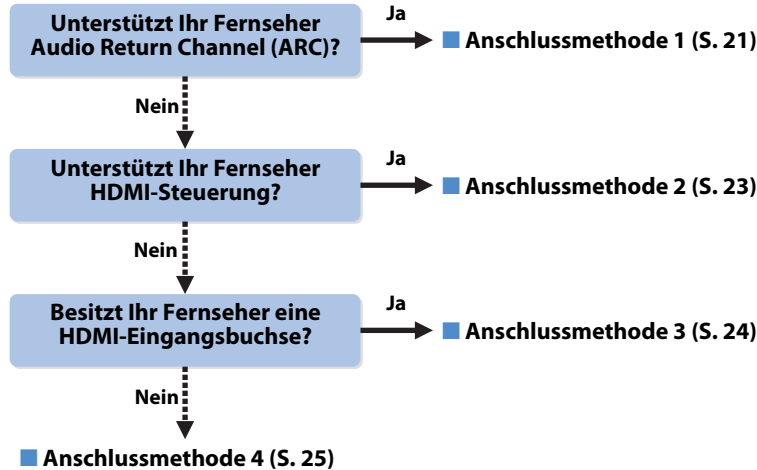 Unterstützt Ihr Fernseher
Audio Return Channel (ARC)?
Ja
■ Anschlussmethode 1 (S. 21)
Nein
Unterstützt Ihr Fernseher
HDMI-Steuerung?
Ja
■ Anschlussmethode 2 (S. 23)
Nein
Besitzt Ihr Fernseher eine
HDMI-Eingangsbuchse?
Ja
■ Anschlussmethode 3 (S. 24)
Nein
■ Anschlussmethode 4 (S. 25)